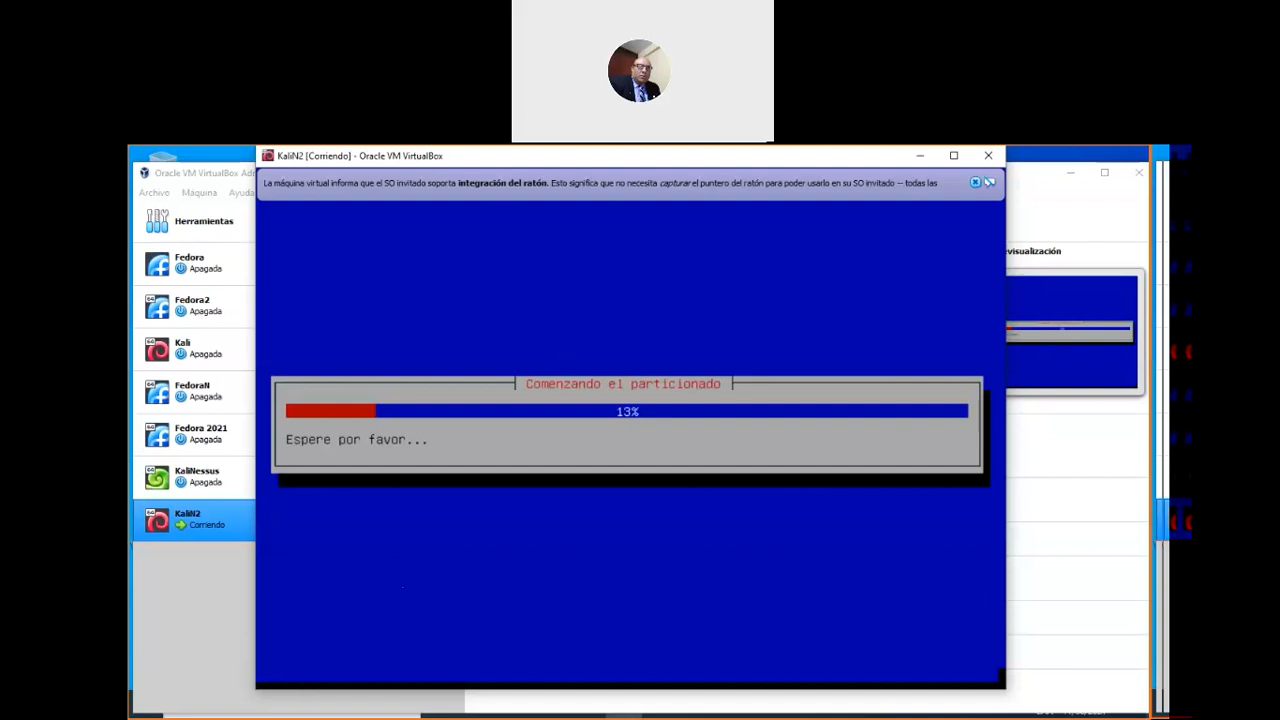 KaliN2 [Corriendo] - Oracle VM VirtualBox
La máquina virtual informa que el SO invitado soporta integración del ratón. Esto significa que no necesita capturar el puntero del ratón para poder usarlo en su SO invitado -- todas las
Oracle VM VirtualBox Adm
Archivo Máquina Ayuda
Herramientas
Fedora
Apagada
Fedora2
Apagada
Kali
Apagada
FedoraN
Apagada
Fedora 2021
Apagada
KaliNessus
Apagada
KaliN2
Corriendo
evisualización
Comenzando el particionado
13%
Espere por favor...